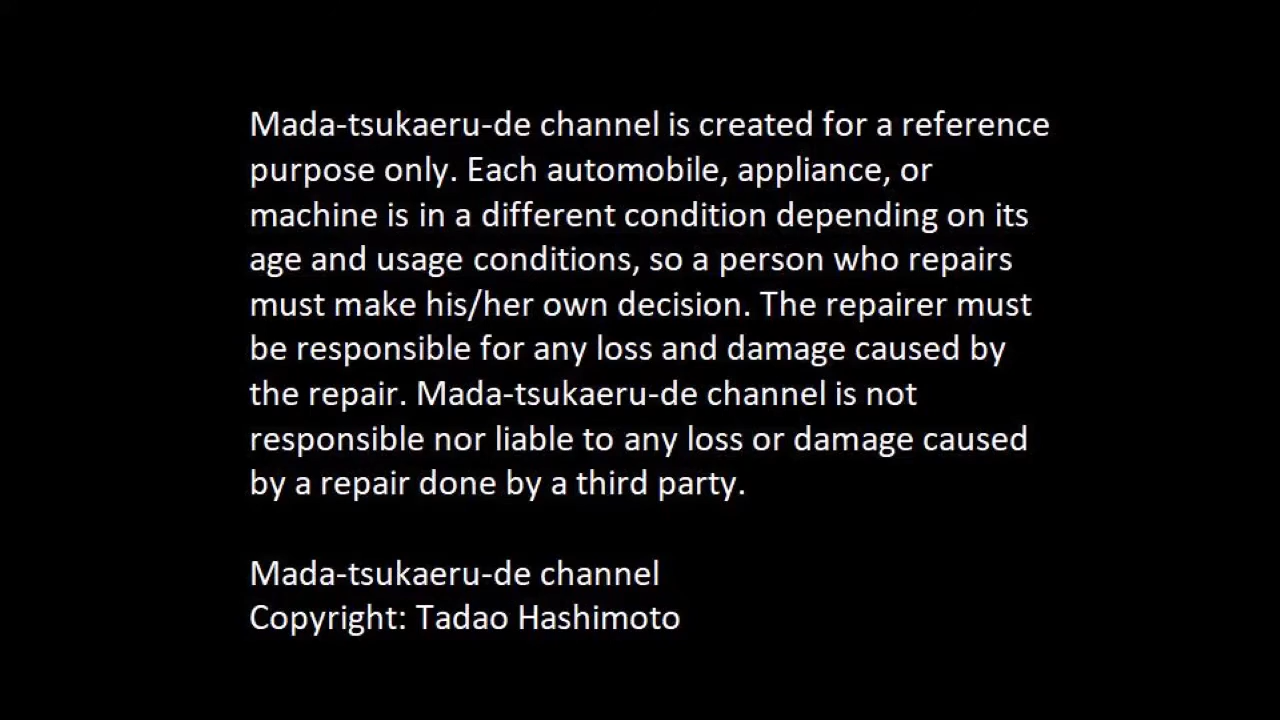 Mada-tsukaeru-de channel is created for a reference
purpose only. Each automobile, appliance, or
machine is in a different condition depending on its
age and usage conditions, so a person who repairs
must make his/her own decision. The repairer must
be responsible for any loss and damage caused by
the repair. Mada-tsukaeru-de channel is not
responsible nor liable to any loss or damage caused
by a repair done by a third party.
Mada-tsukaeru-de channel
Copyright: Tadao Hashimoto